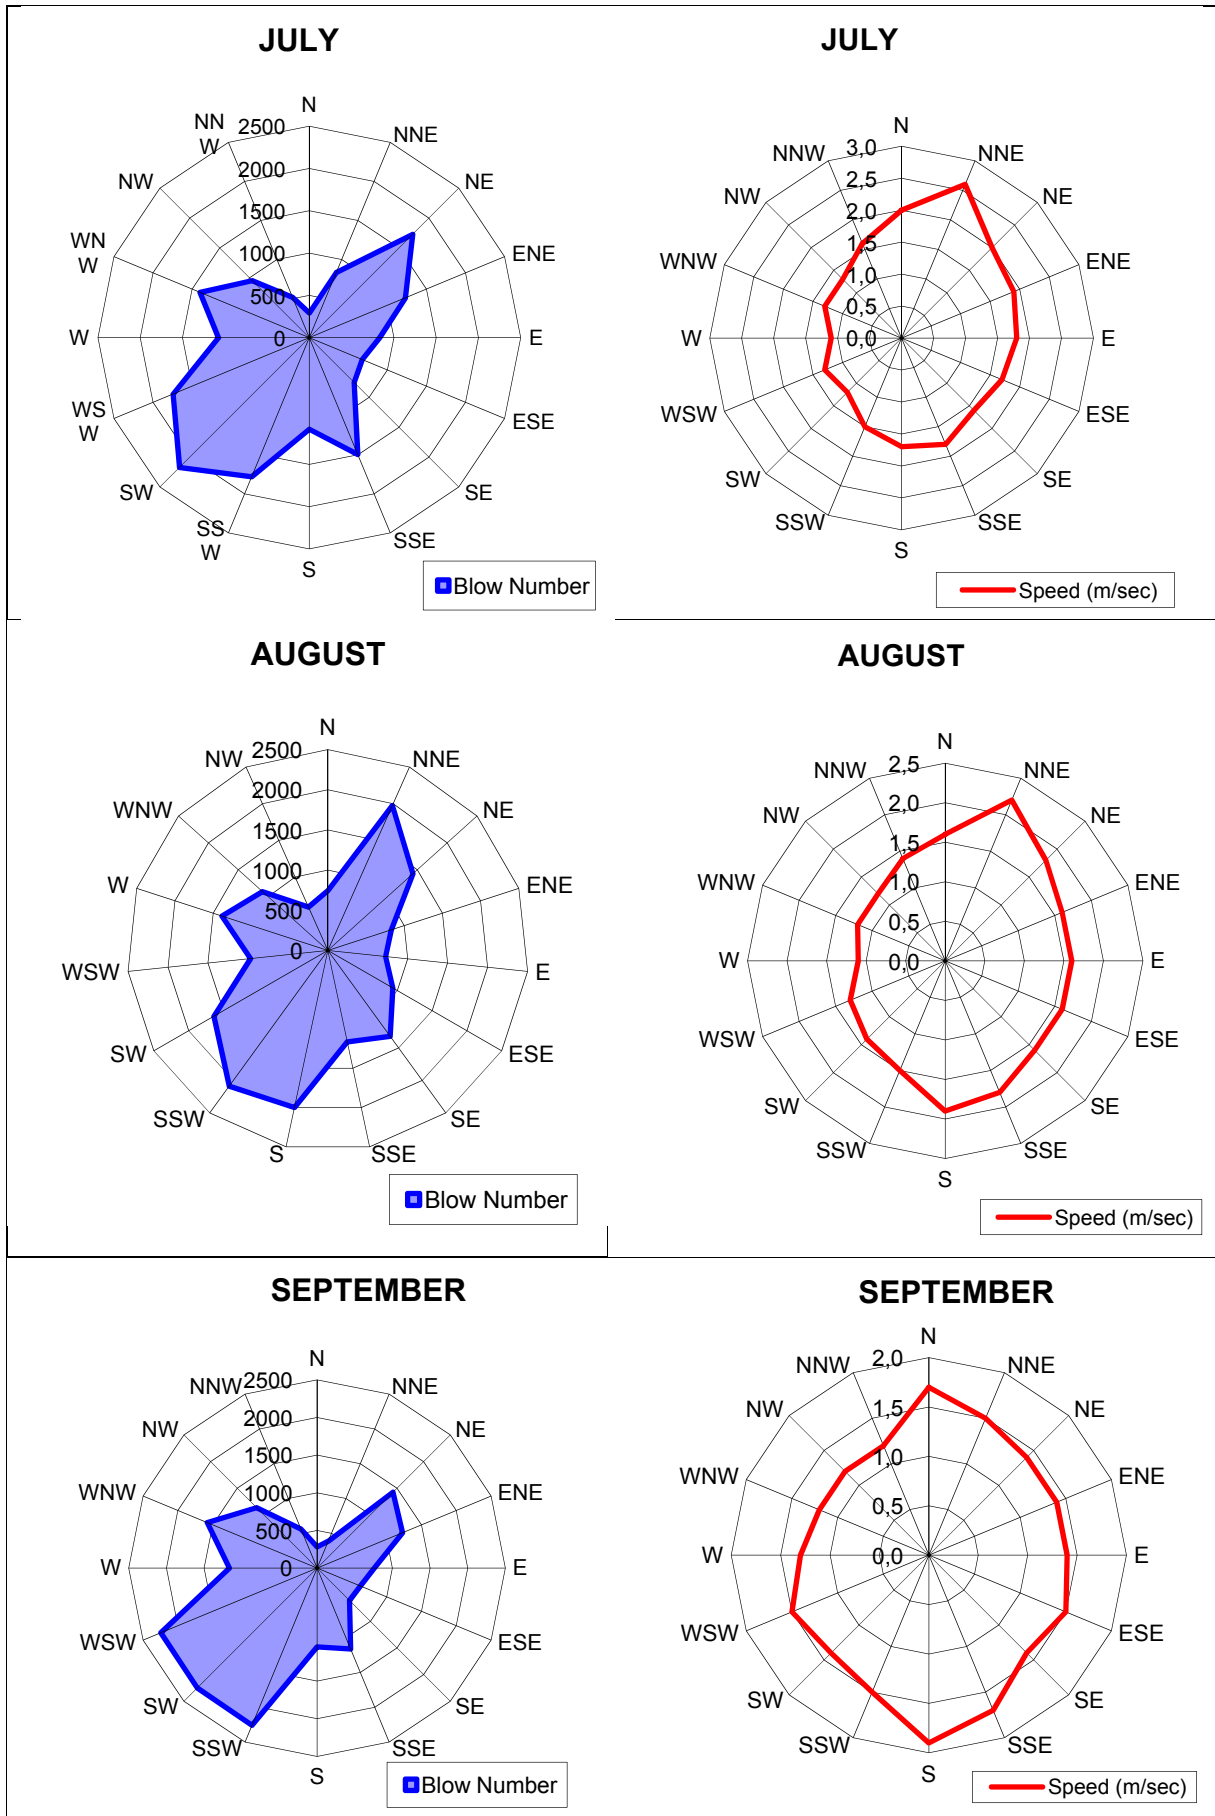 JULY
N
NNE
NE
ENE
E
ESE
SE
SSE
S
SS
W
SW
WS
W
W
WN
W
NW
NN
W
2500
2000
1500
1000
500
0
Blow Number
JULY
N
NNE
NE
ENE
E
ESE
SE
SSE
S
SSW
SW
WSW
W
WNW
NW
NNW
3,0
2,5
2,0
1,5
1,0
0,5
0,0
Speed (m/sec)
AUGUST
N
NNE
NE
ENE
E
ESE
SE
SSE
S
SSW
SW
WSW
W
WNW
NW
2500
2000
1500
1000
500
0
Blow Number
AUGUST
N
NNE
NE
ENE
E
ESE
SE
SSE
S
SSW
SW
WSW
W
WNW
NW
NNW
2,5
2,0
1,5
1,0
0,5
0,0
Speed (m/sec)
SEPTEMBER
N
NNE
NE
ENE
E
ESE
SE
SSE
S
SSW
SW
WSW
W
WNW
NW
NNW
2500
2000
1500
1000
500
0
Blow Number
SEPTEMBER
N
NNE
NE
ENE
E
ESE
SE
SSE
S
SSW
SW
WSW
W
WNW
NW
NNW
2,0
1,5
1,0
0,5
0,0
Speed (m/sec)